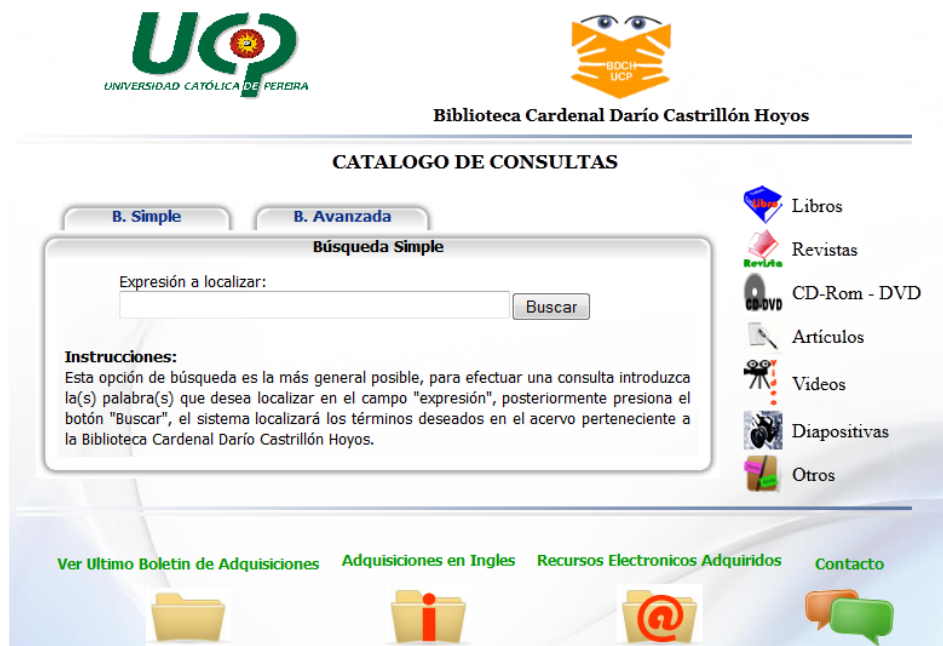 UCP
UNIVERSIDAD CATÓLICA DE PEREIRA
BDCH
UCP
Biblioteca Cardenal Darío Castrillón Hoyos
CATALOGO DE CONSULTAS
B. Simple
B. Avanzada
Búsqueda Simple
Expresión a localizar:
Buscar
Instrucciones:
Esta opción de búsqueda es la más general posible, para efectuar una consulta introduzca
la(s) palabra(s) que desea localizar en el campo "expresión", posteriormente presiona el
botón "Buscar", el sistema localizará los términos deseados en el acervo perteneciente a
la Biblioteca Cardenal Darío Castrillón Hoyos.
Libro
Libros
Revista
Revistas
CD-DVD
CD-Rom - DVD
Artículos
Video
Videos
Diapositivas
Otros
Ver Ultimo Boletin de Adquisiciones
Adquisiciones en Ingles
Recursos Electronicos Adquiridos
Contacto
i
@